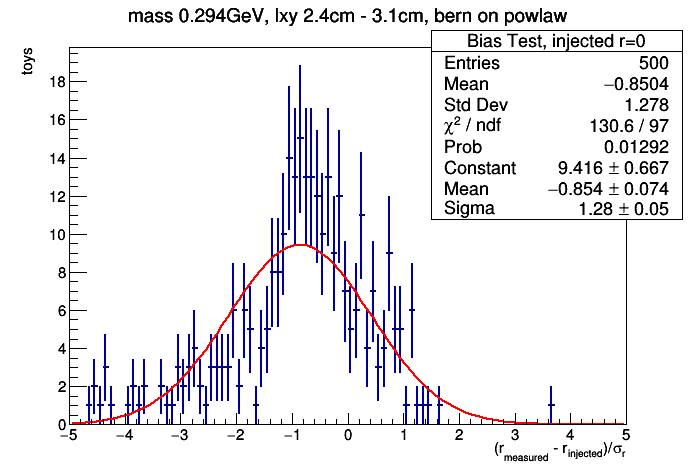 mass 0.294GeV, lxy 2.4cm - 3.1cm, bern on powlaw
Bias Test, injected r=0
Entries 500
Mean −0.8504
Std Dev 1.278
χ² / ndf 130.6 / 97
Prob 0.01292
Constant 9.416 ± 0.667
Mean −0.854 ± 0.074
Sigma 1.28 ± 0.05
toys
18
16
14
12
10
8
6
4
2
0
−5 −4 −3 −2 −1 0 1 2 3 4 5
(r_measured - r_injected)/σ_r